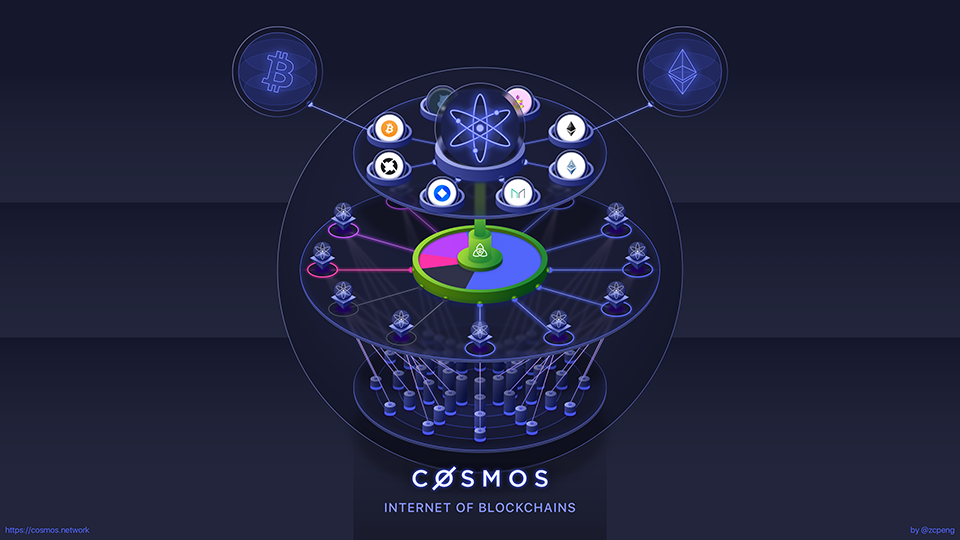 CØSMOS
INTERNET OF BLOCKCHAINS
https://cosmos.network
by @zcpeng